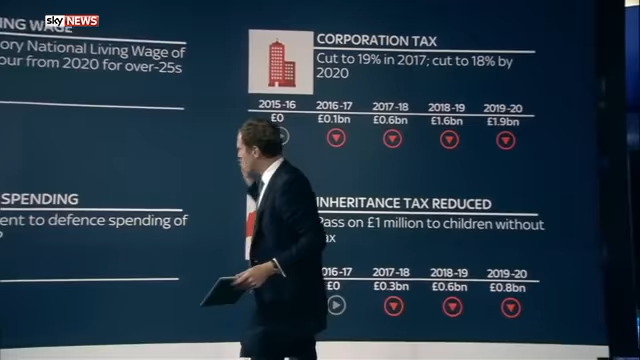 sky NEWS
ING WAGE
ory National Living Wage of
our from 2020 for over-25s
CORPORATION TAX
Cut to 19% in 2017; cut to 18% by
2020
2015-16 2016-17 2017-18 2018-19 2019-20
£0 £0.1bn £0.6bn £1.6bn £1.9bn
SPENDING
ent to defence spending of
INHERITANCE TAX REDUCED
Pass on £1 million to children without
ax
016-17 2017-18 2018-19 2019-20
£0 £0.3bn £0.6bn £0.8bn